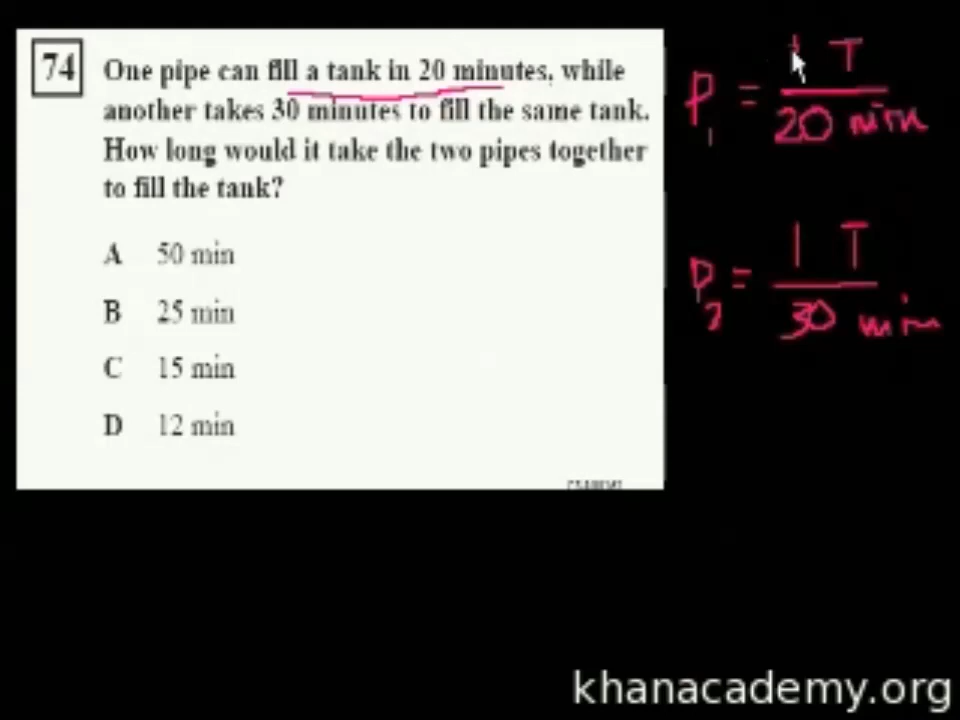 74
One pipe can fill a tank in 20 minutes, while
another takes 30 minutes to fill the same tank.
How long would it take the two pipes together
to fill the tank?
A 50 min
B 25 min
C 15 min
D 12 min
P1 = 1 T
20 min
P2 = 1 T
30 min
khanacademy.org